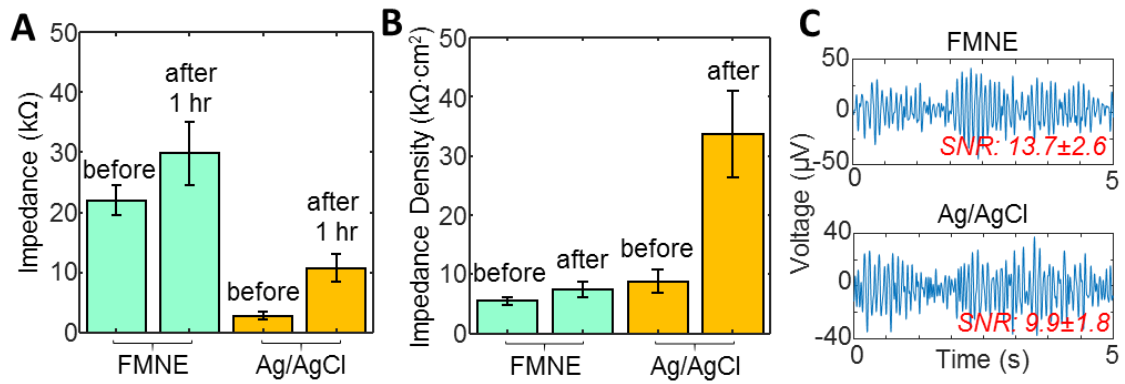 A
Impedance (kΩ)
50
40
30
20
10
0
before
after
1 hr
before
after
1 hr
FMNE
Ag/AgCl
B
Impedance Density (kΩ·cm²)
50
40
30
20
10
0
before
after
before
after
FMNE
Ag/AgCl
C
FMNE
Voltage (µV)
50
0
-50
SNR: 13.7±2.6
0
5
Ag/AgCl
40
0
-40
SNR: 9.9±1.8
0
5
Time (s)